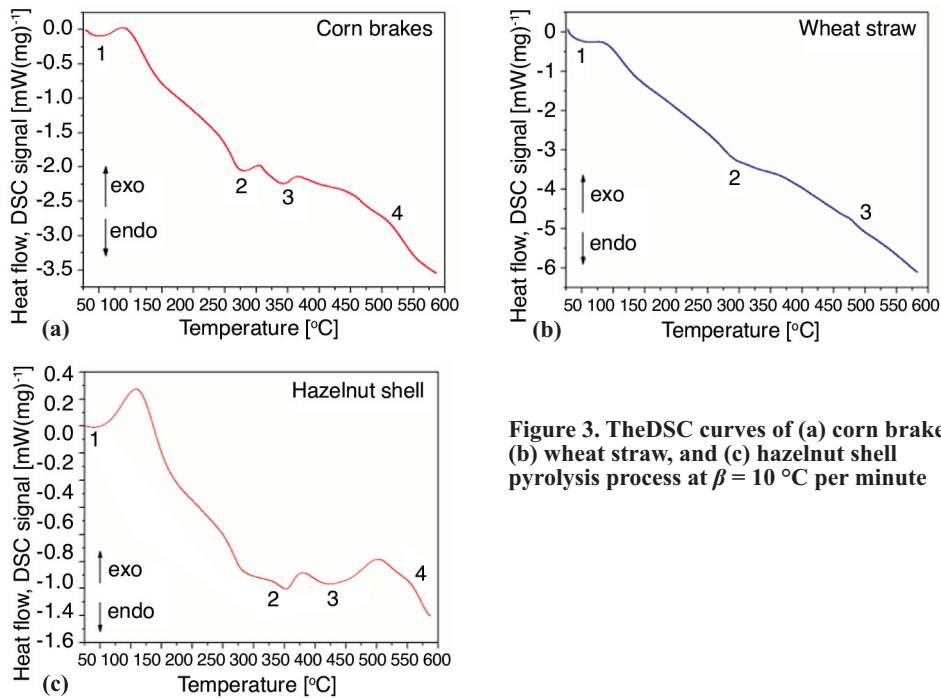 0.0
-0.5
-1.0
-1.5
-2.0
-2.5
-3.0
-3.5
Heat flow, DSC signal [mW(mg)-¹]
Corn brakes
1
2
3
4
exo
endo
50 100 150 200 250 300 350 400 450 500 550 600
Temperature [°C]
(a)
0
-1
-2
-3
-4
-5
-6
Heat flow, DSC signal [mW(mg)-¹]
Wheat straw
1
2
3
exo
endo
50 100 150 200 250 300 350 400 450 500 550 600
Temperature [°C]
(b)
0.4
0.2
0.0
-0.2
-0.4
-0.6
-0.8
-1.0
-1.4
-1.6
Heat flow, DSC signal [mW(mg)-¹]
Hazelnut shell
1
2
3
4
exo
endo
50 100 150 200 250 300 350 400 450 500 550 600
Temperature [°C]
(c)
Figure 3. TheDSC curves of (a) corn brake
(b) wheat straw, and (c) hazelnut shell
pyrolysis process at β = 10 °C per minute